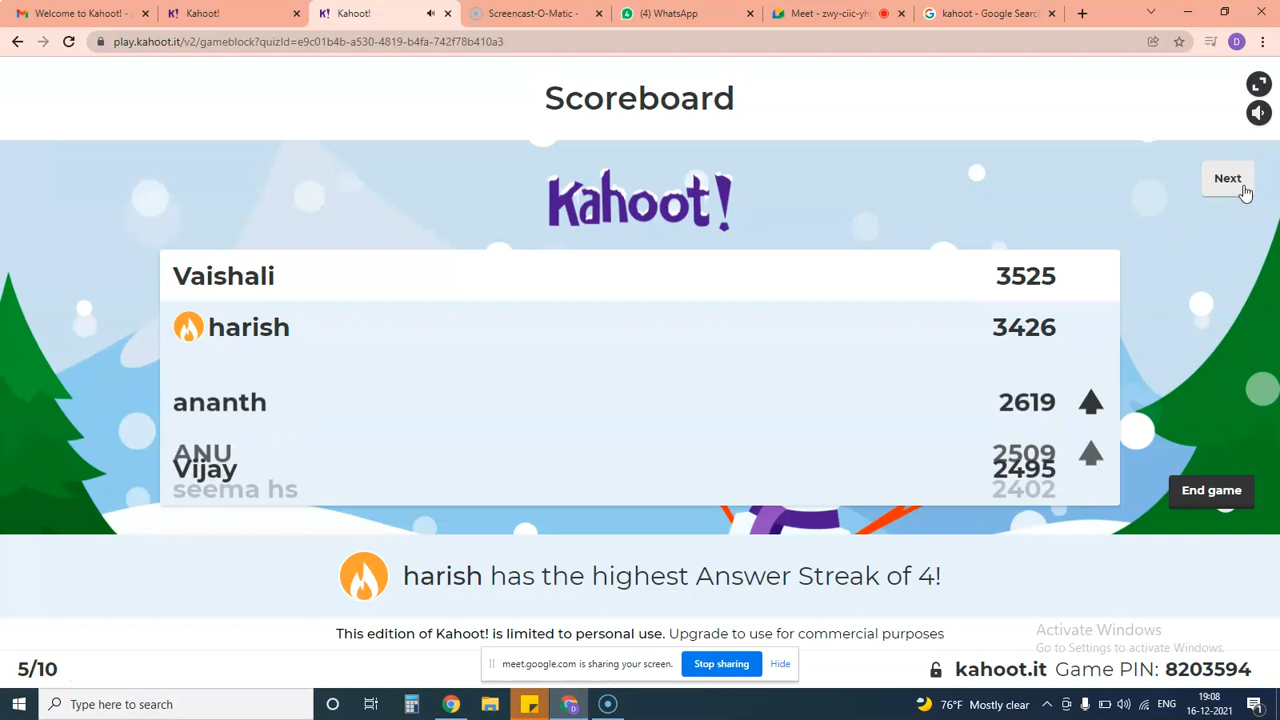 Welcome to Kahoot! - c
Kahoot!
Kahoot!
Screencast-O-Matic -
(4) WhatsApp
Meet - zwy-ciic-yh
kahoot - Google Searc
play.kahoot.it/v2/gameblock?quizId=e9c01b4b-a530-4819-b4fa-742f78b410a3
D
Scoreboard
Kahoot!
Next
Vaishali 3525
harish 3426
ananth 2619
ANU 2509
Vijay 2495
seema hs 2402
End game
harish has the highest Answer Streak of 4!
This edition of Kahoot! is limited to personal use. Upgrade to use for commercial purposes
Activate Windows
Go to Settings to activate Windows.
meet.google.com is sharing your screen. Stop sharing Hide
5/10
kahoot.it Game PIN: 8203594
Type here to search
76°F Mostly clear
ENG
19:08
16-12-2021